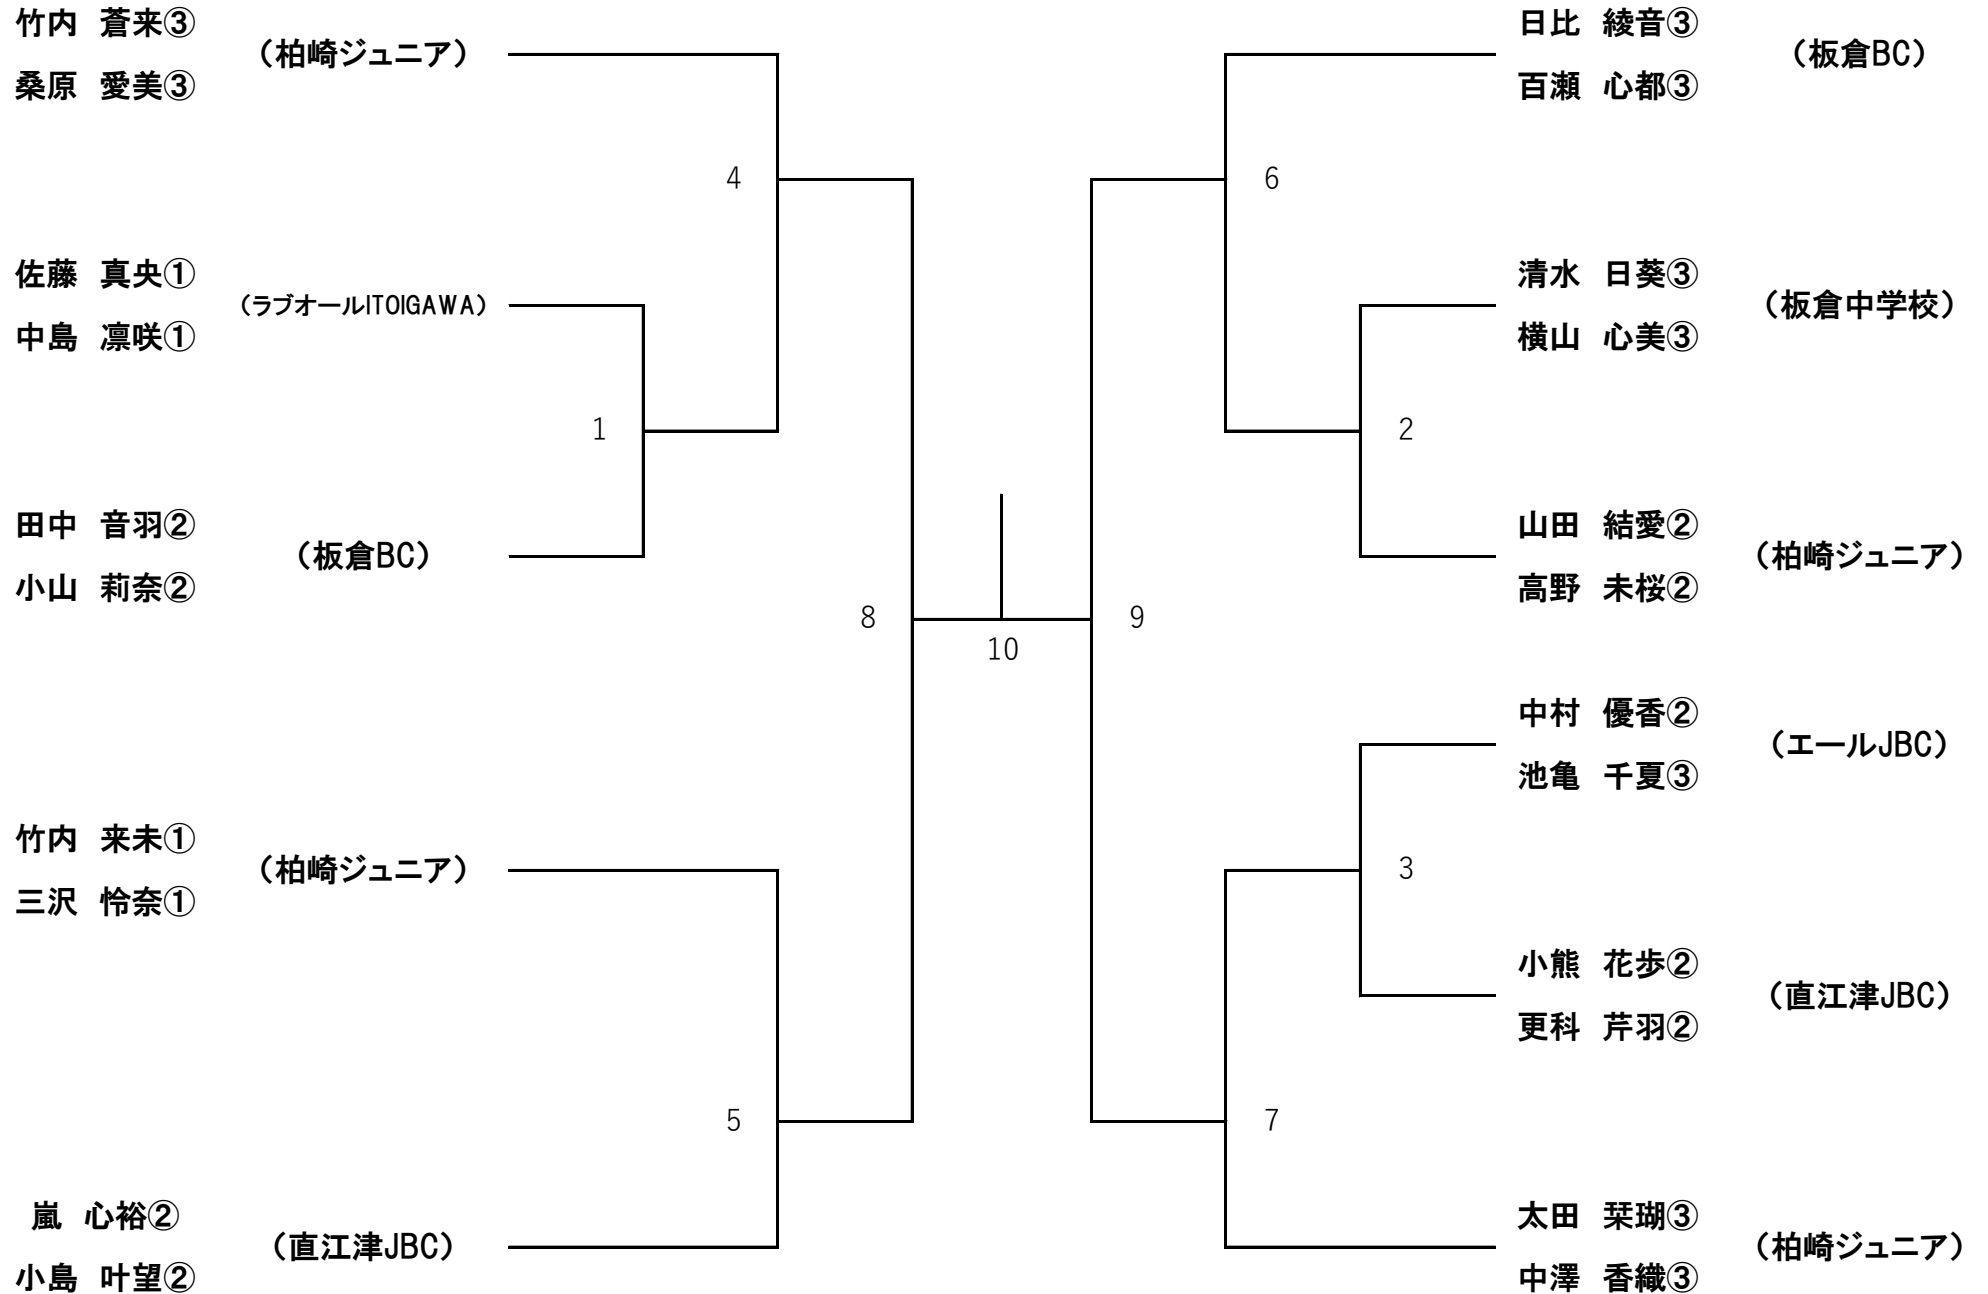 竹内　蒼来③
（柏崎ジュニア）
桑原　愛美③
4
佐藤　真央①
（ラブオールITOIGAWA）
中島　凛咲①
1
田中　音羽②
（板倉BC）
小山　莉奈②
8
竹内　来未①
（柏崎ジュニア）
三沢　怜奈①
5
嵐　心裕②
（直江津JBC）
小島　叶望②
10
日比　綾音③
（板倉BC）
百瀬　心都③
6
清水　日葵③
（板倉中学校）
横山　心美③
2
山田　結愛②
（柏崎ジュニア）
高野　未桜②
9
中村　優香②
（エールJBC）
池亀　千夏③
3
小熊　花歩②
（直江津JBC）
更科　芹羽②
7
太田　栞瑚③
（柏崎ジュニア）
中澤　香織③